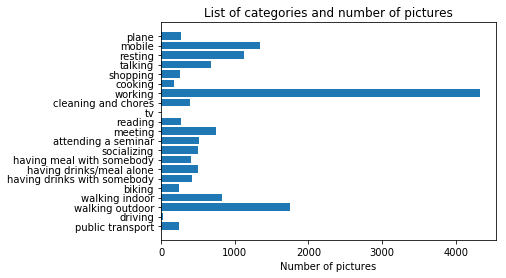 List of categories and number of pictures
plane
mobile
resting
talking
shopping
cooking
working
cleaning and chores
tv
reading
meeting
attending a seminar
socializing
having meal with somebody
having drinks/meal alone
having drinks with somebody
biking
walking indoor
walking outdoor
driving
public transport
0 1000 2000 3000 4000
Number of pictures